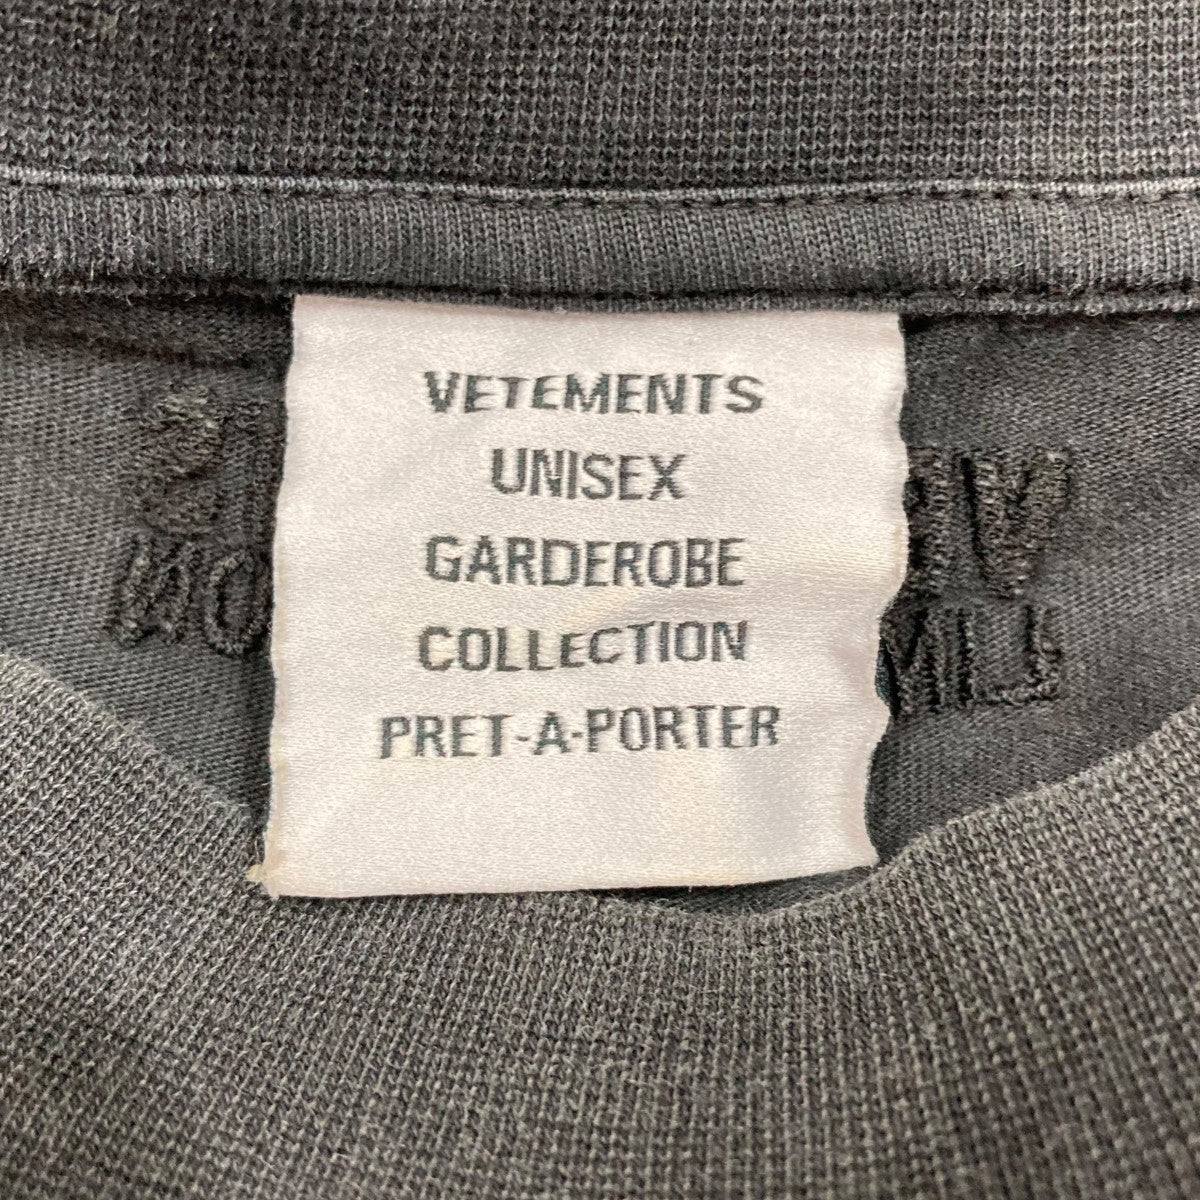 VETEMENTS
UNISEX
GARDEROBE
COLLECTION
PRET-A-PORTER